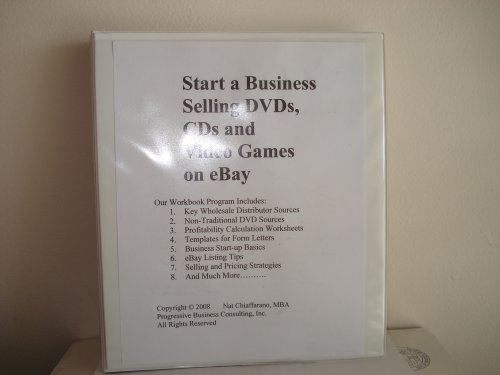 Start a Business
Selling DVDs,
CDs and
Video Games
on eBay
Our Workbook Program Includes:
1. Key Wholesale Distributor Sources
2. Non-Traditional DVD Sources
3. Profitability Calculation Worksheets
4. Templates for Form Letters
5. Business Start-up Basics
6. eBay Listing Tips
7. Selling and Pricing Strategies
8. And Much More..........
Copyright © 2008 Nat Chiaffarano, MBA
Progressive Business Consulting, Inc.
All Rights Reserved